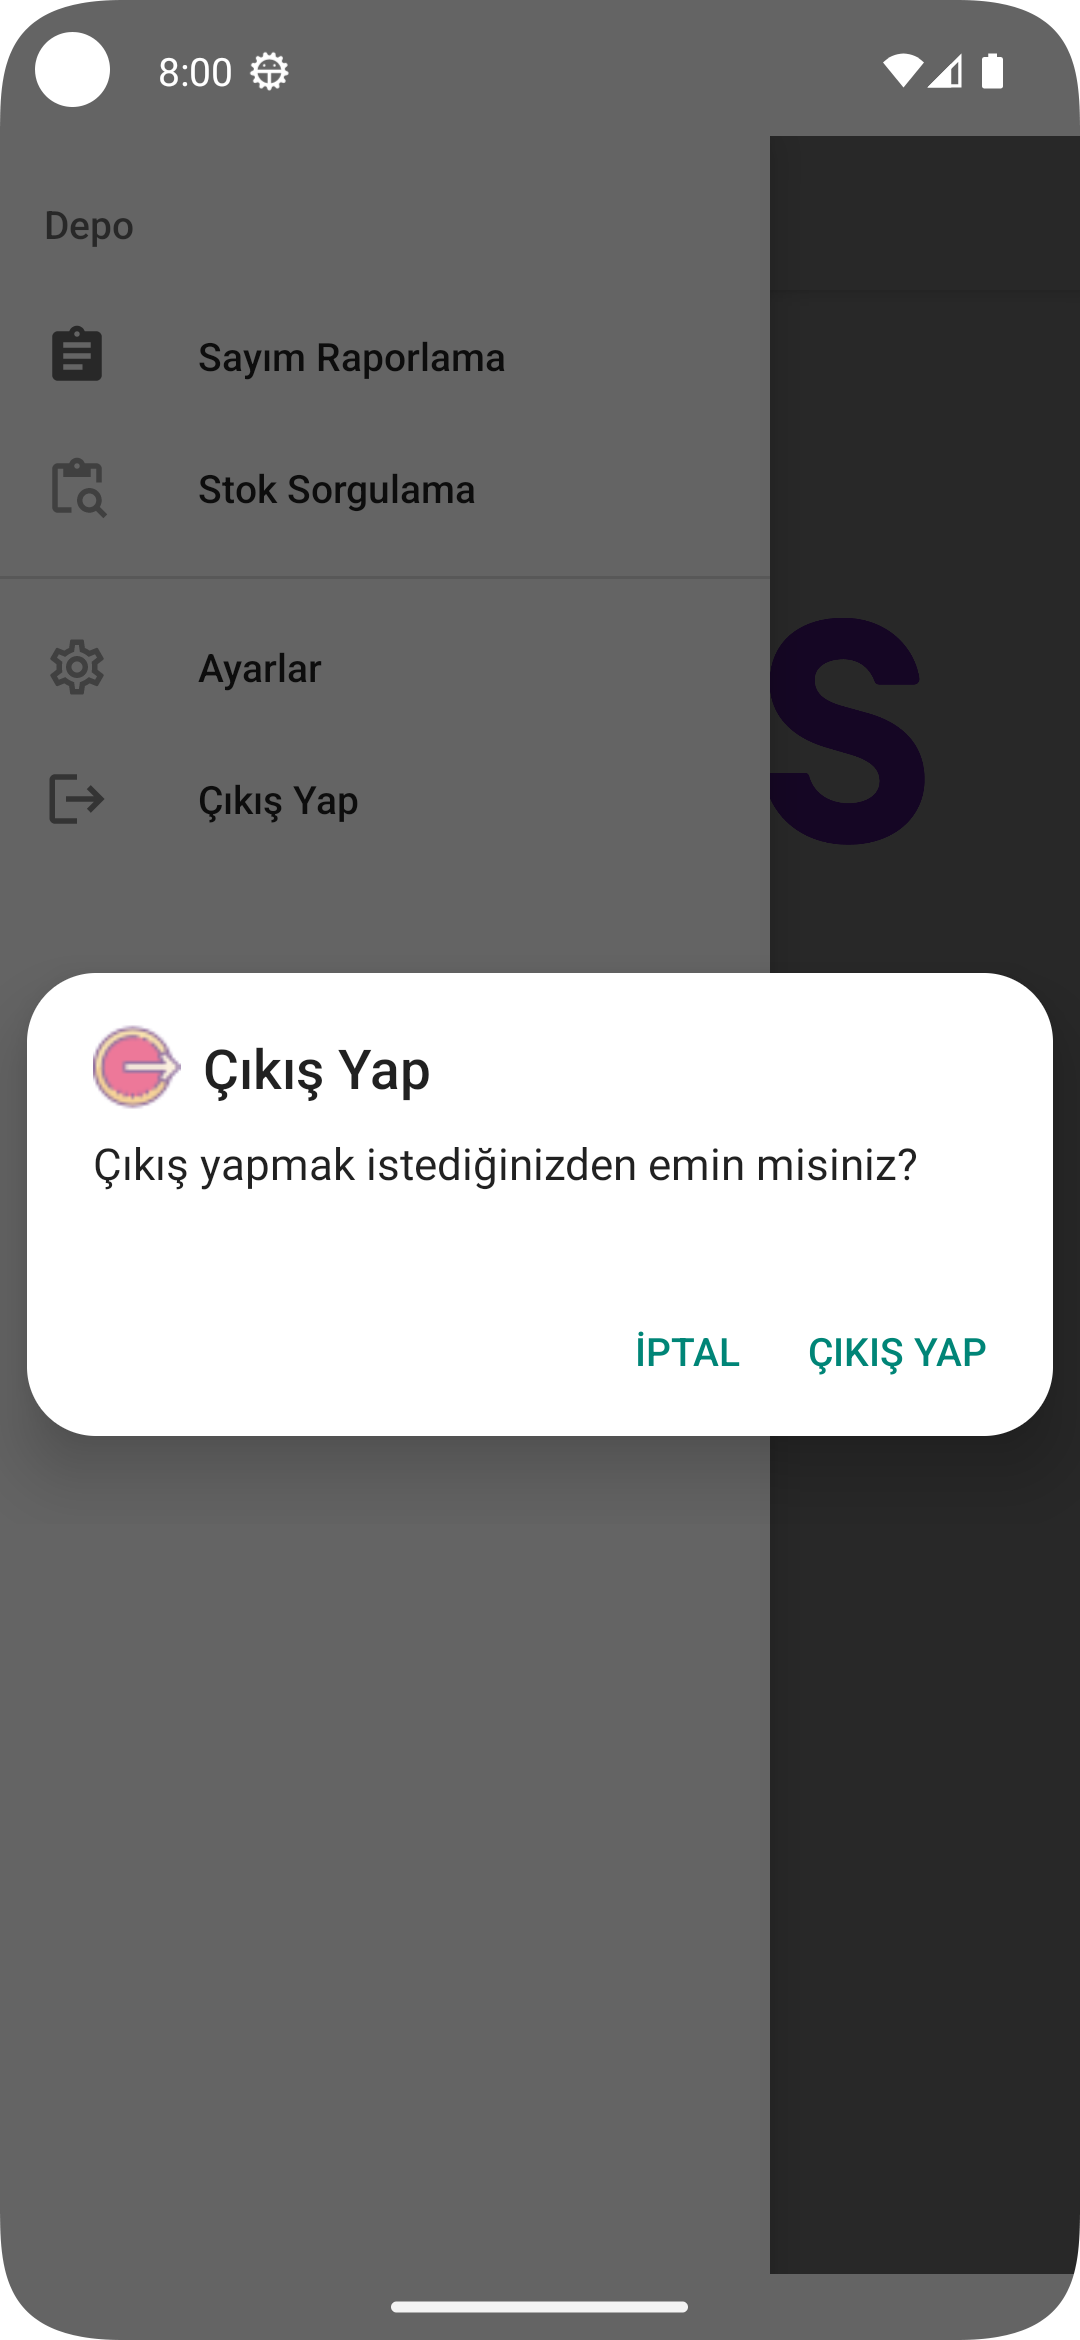 8:00
Depo
Sayım Raporlama
Stok Sorgulama
Ayarlar
Çıkış Yap
S
Çıkış Yap
Çıkış yapmak istediğinizden emin misiniz?
İPTAL
ÇIKIŞ YAP